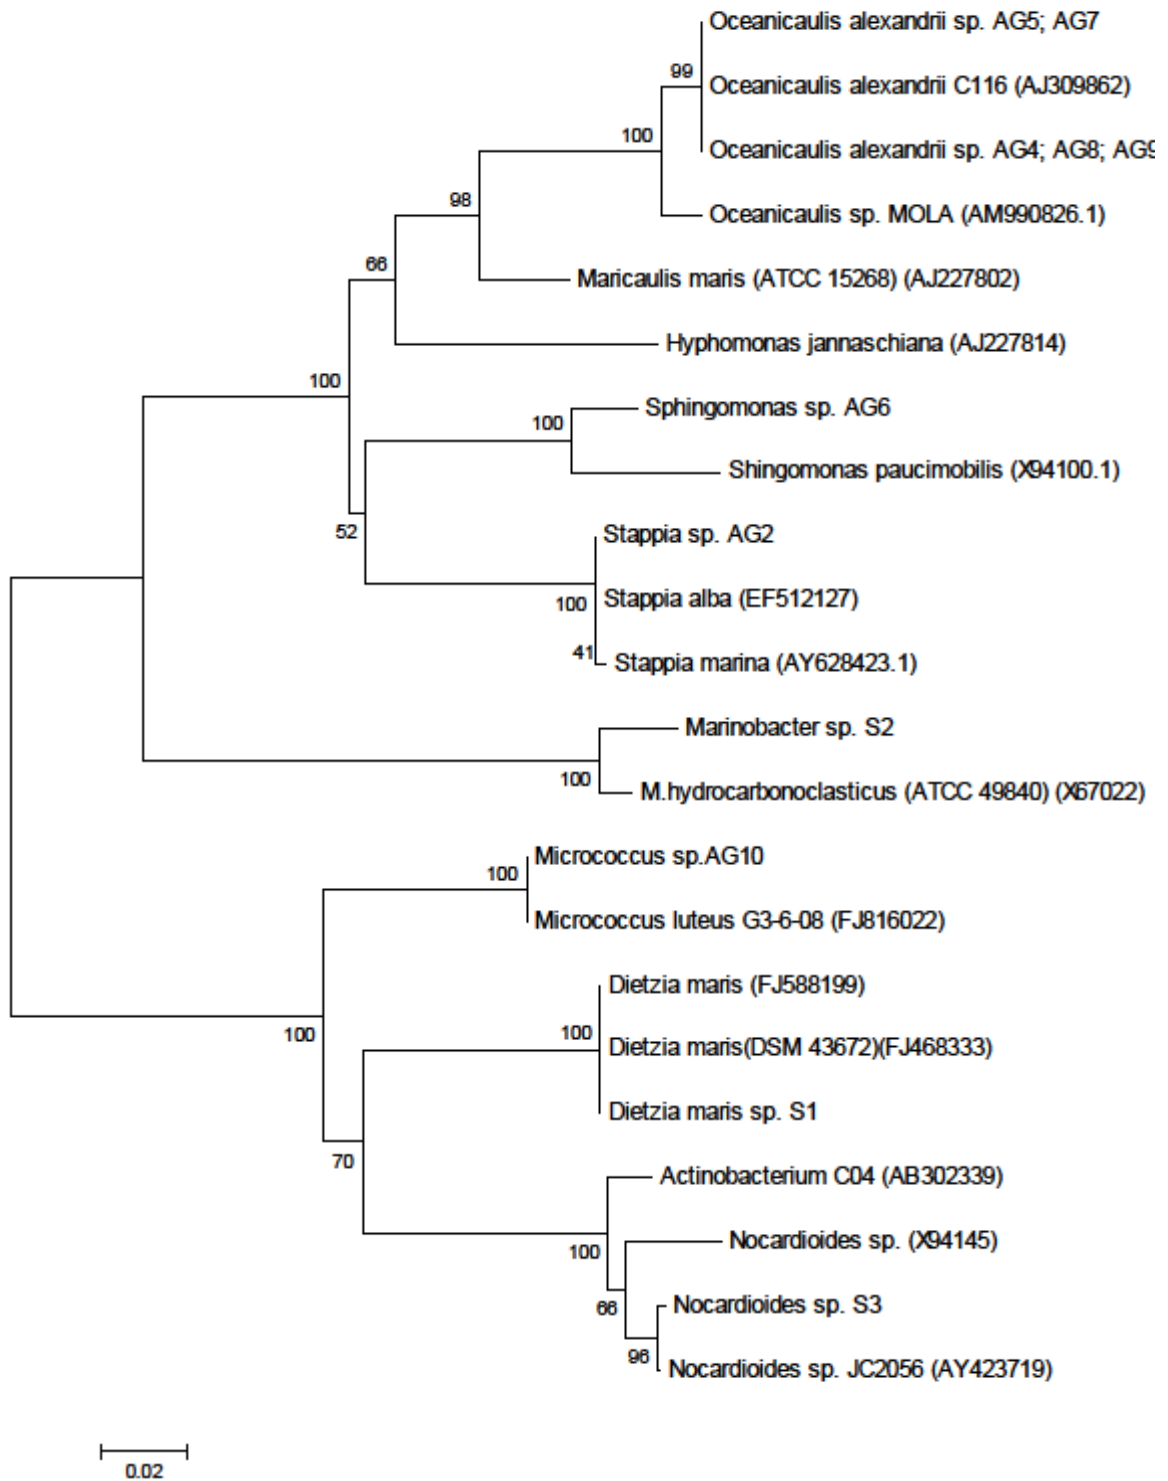 Oceanicaulis alexandrii sp. AG5; AG7
99
Oceanicaulis alexandrii C116 (AJ309862)
100
Oceanicaulis alexandrii sp. AG4; AG8; AG9
98
Oceanicaulis sp. MOLA (AM990826.1)
66
Maricaulis maris (ATCC 15268) (AJ227802)
Hyphomonas jannaschiana (AJ227814)
100
Sphingomonas sp. AG6
100
Shingomonas paucimobilis (X94100.1)
52
Stappia sp. AG2
Stappia alba (EF512127)
100
41
Stappia marina (AY628423.1)
Marinobacter sp. S2
100
M.hydrocarbonoclasticus (ATCC 49840) (X67022)
Micrococcus sp.AG10
100
Micrococcus luteus G3-6-08 (FJ816022)
Dietzia maris (FJ588199)
100
100
Dietzia maris(DSM 43672)(FJ468333)
Dietzia maris sp. S1
70
Actinobacterium C04 (AB302339)
Nocardioides sp. (X94145)
100
66
Nocardioides sp. S3
96
Nocardioides sp. JC2056 (AY423719)
0.02